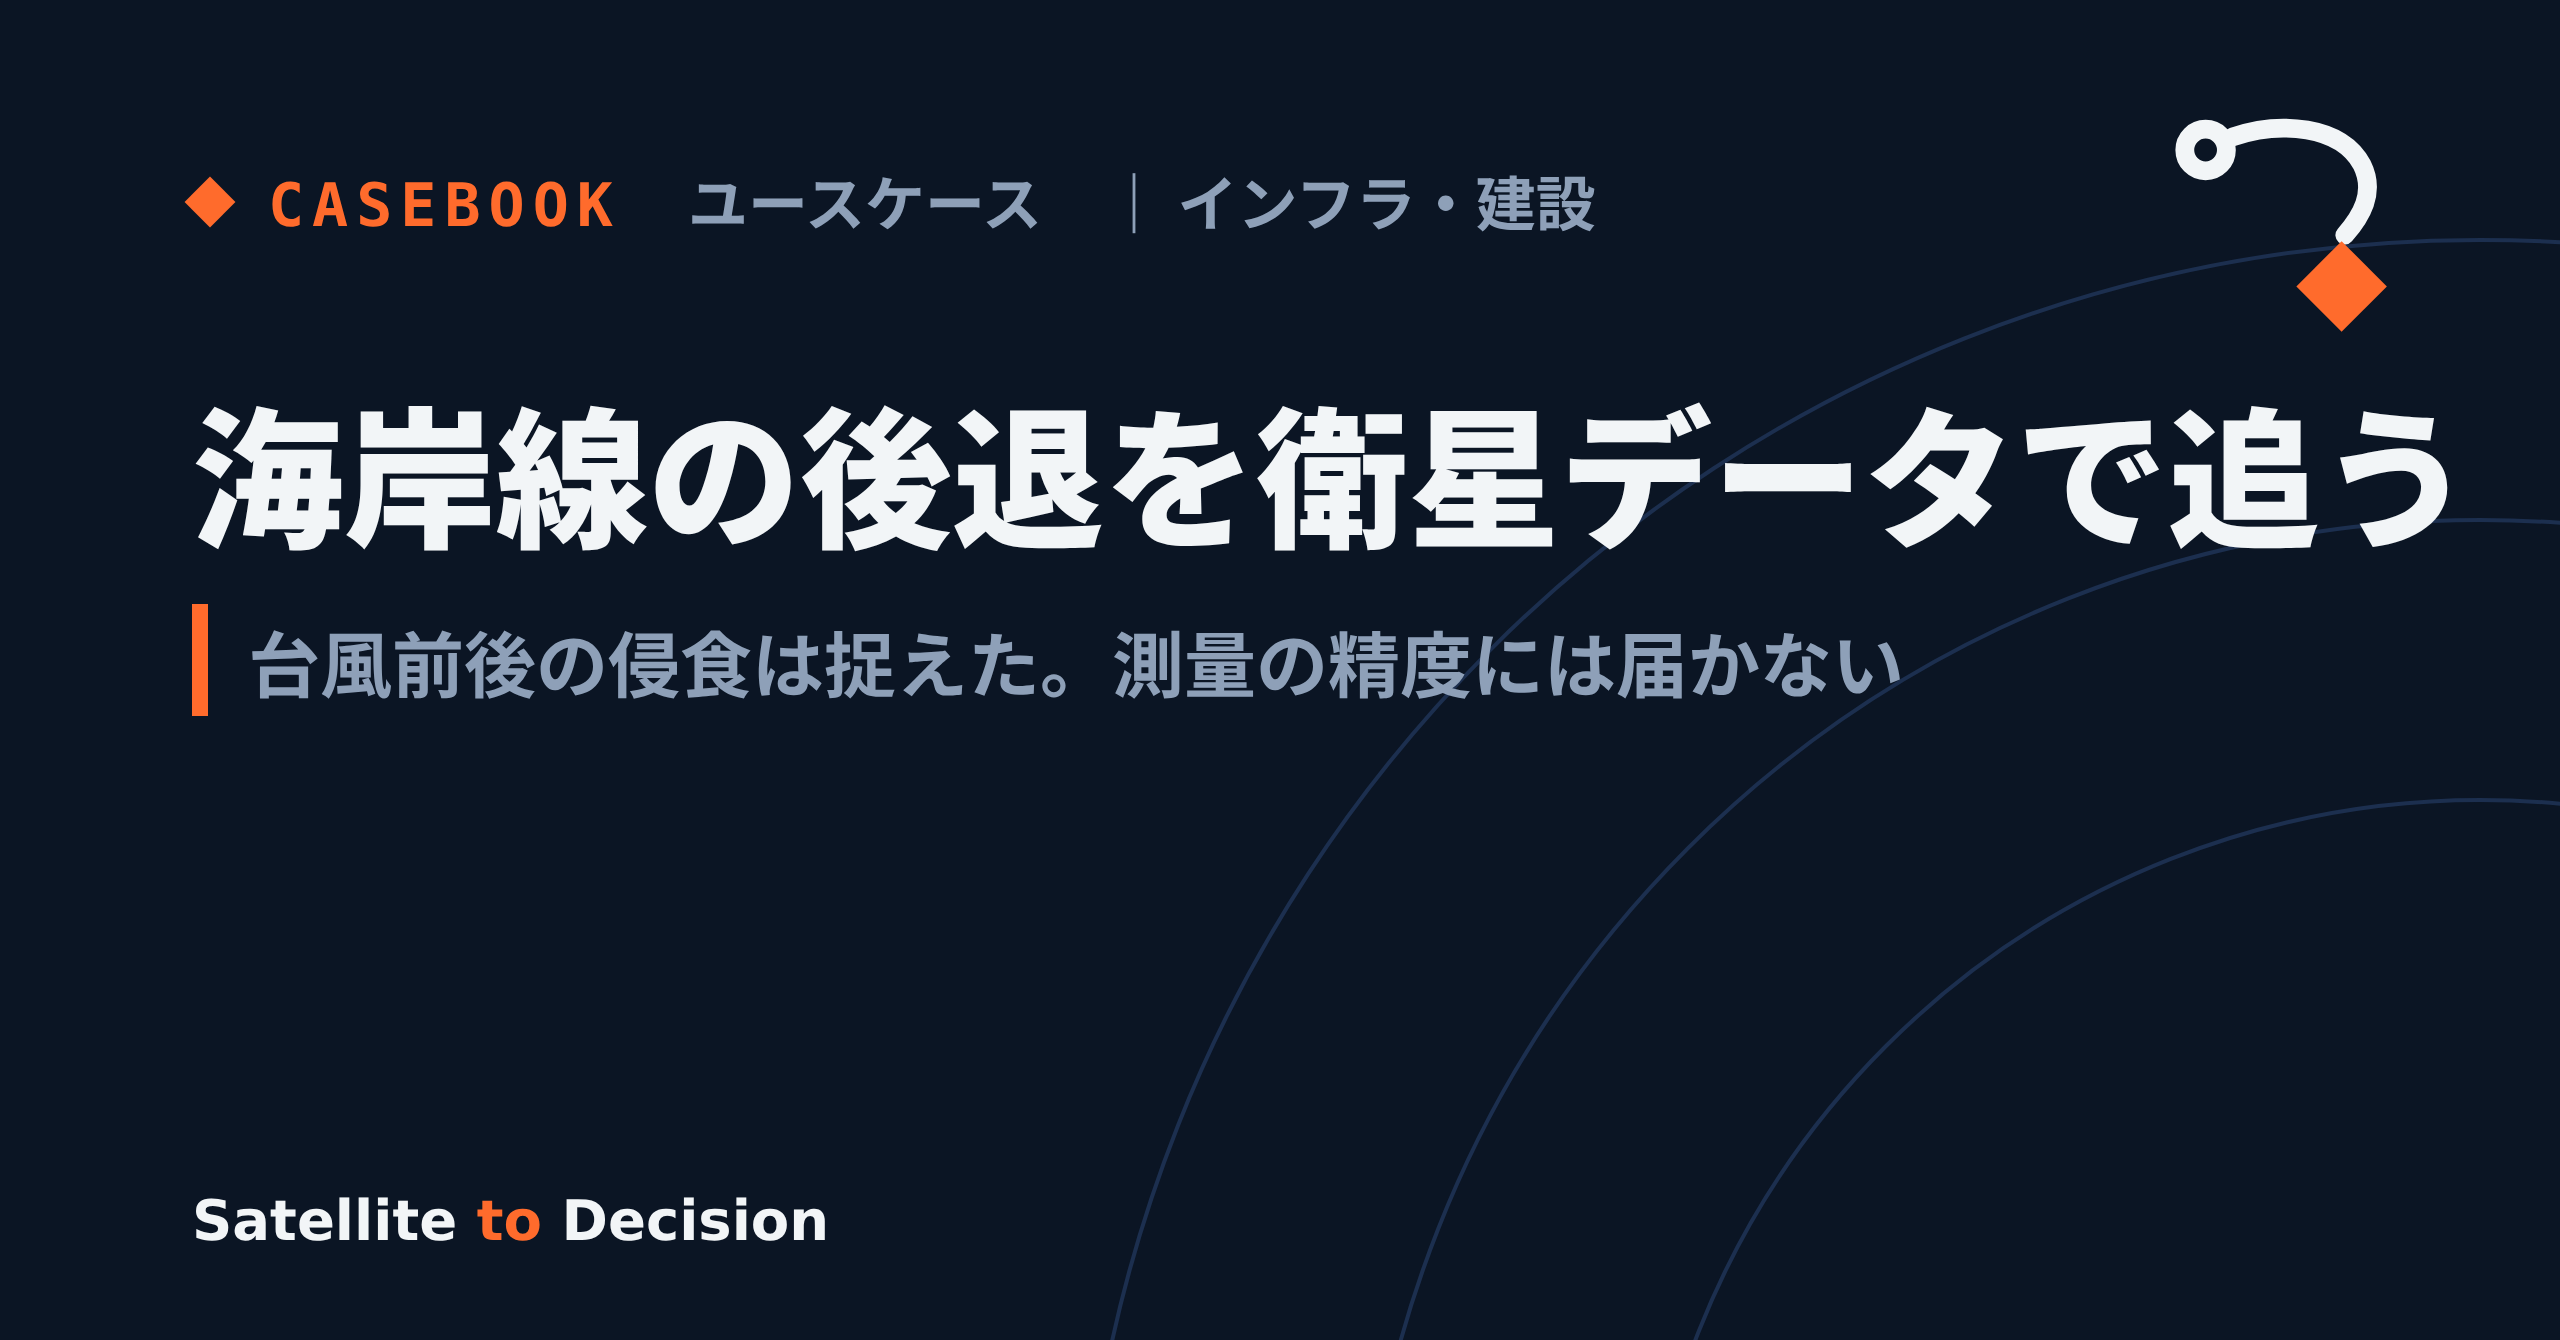 CASEBOOK ユースケース | インフラ・建設
海岸線の後退を衛星データで追う
台風前後の侵食は捉えた。測量の精度には届かない
Satellite to Decision